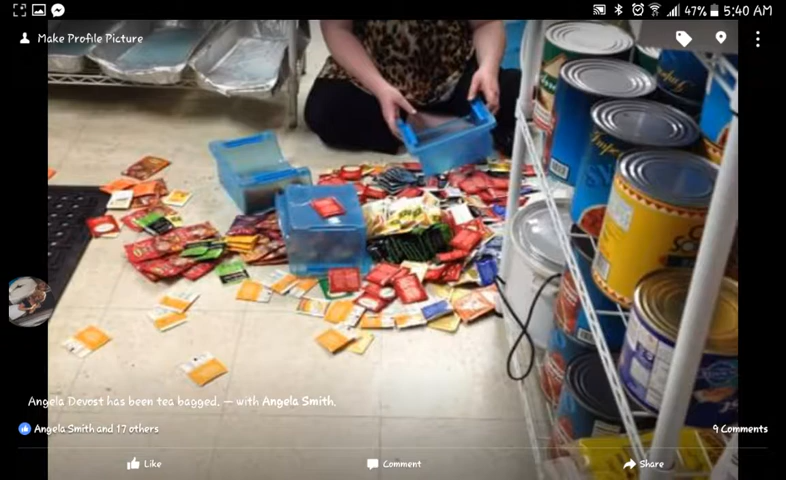 47% 5:40 AM
Make Profile Picture
Angela Devost has been tea bagged. — with Angela Smith.
Angela Smith and 17 others
9 Comments
Like
Comment
Share